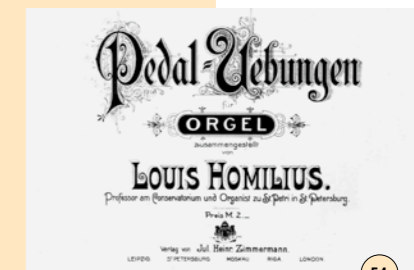 Pedal-Uebungen
ORGEL
zusammengestellt
von
LOUIS HOMILIUS.
Professor am Conservatorium und Organist zu St Petri in St Petersburg.
Preis M. 2._
Verlag von Jul. Heinr. Zimmermann.
LEIPZIG ST PETERSBURG MOSKAU RIGA LONDON
54